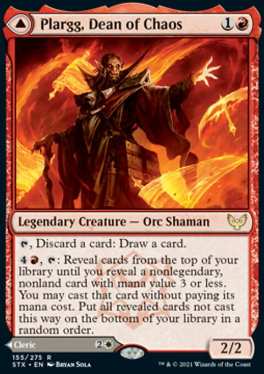 Plargg, Dean of Chaos 1
Legendary Creature — Orc Shaman
, Discard a card: Draw a card.
4 , : Reveal cards from the top of your
library until you reveal a nonlegendary,
nonland card with mana value 3 or less.
You may cast that card without paying its
mana cost. Put all revealed cards not cast
this way on the bottom of your library in a
random order.
Cleric 2
2/2
155/275 R
STX • EN BRYAN SOLA
™ & © 2021 Wizards of the Coast